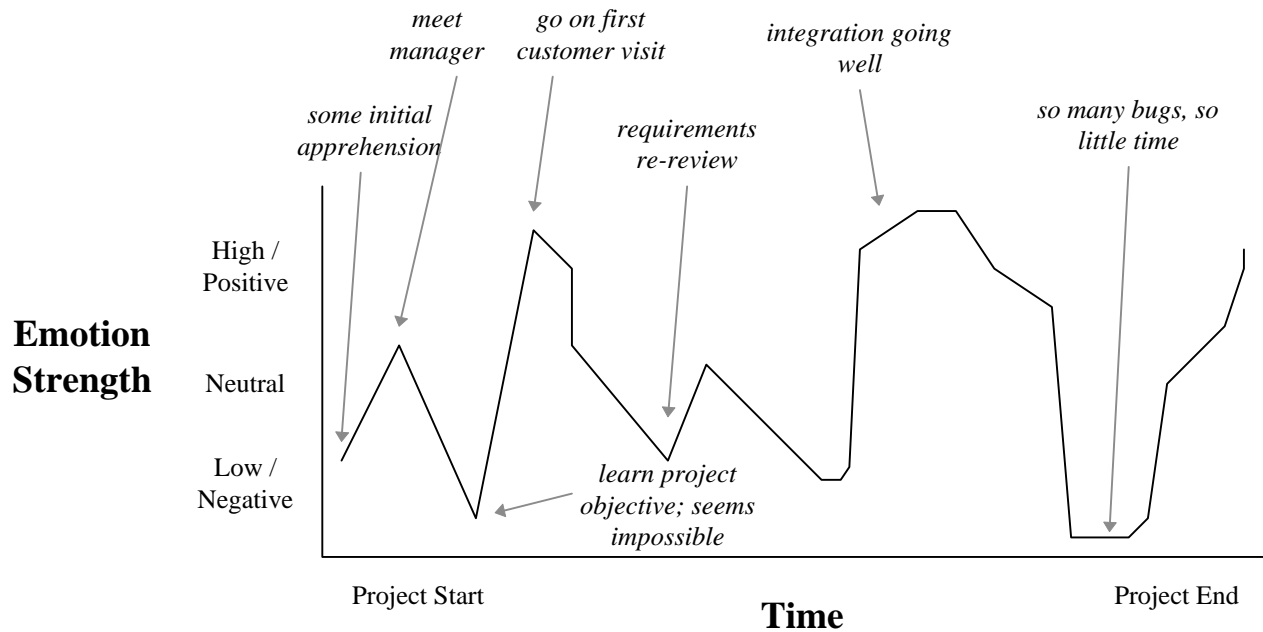 meet
manager
go on first
customer visit
integration going
well
some initial
apprehension
requirements
re-review
so many bugs, so
little time
High /
Positive
Emotion
Strength
Neutral
Low /
Negative
learn project
objective; seems
impossible
Project Start
Time
Project End